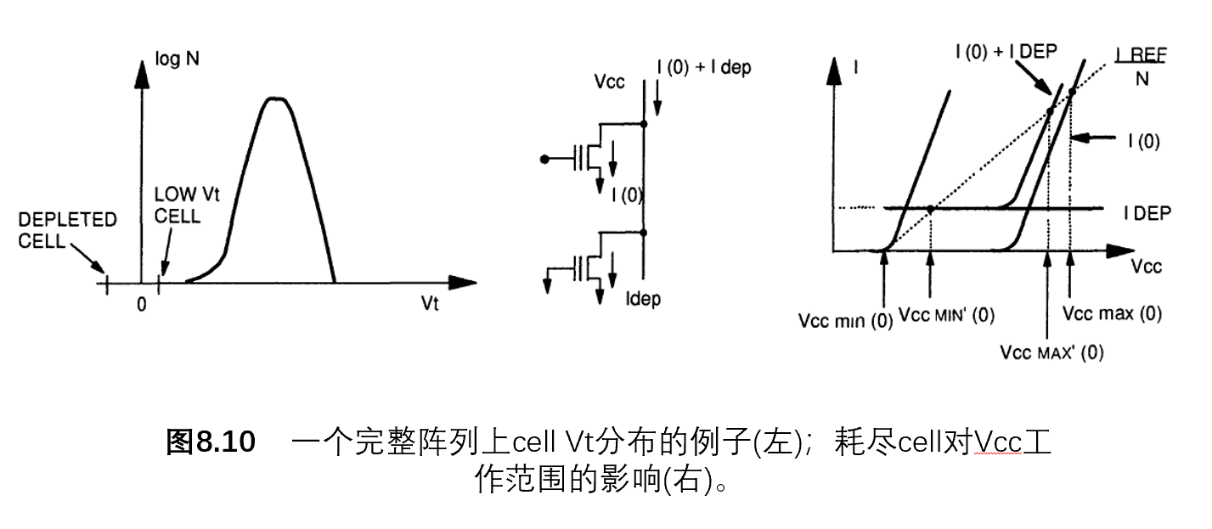 log N
DEPLETED
CELL
LOW Vt
CELL
0
Vt
Vcc
I (0) + I dep
I (0)
Idep
I
I (0) + I DEP
I REF
N
I (0)
I DEP
Vcc
Vcc min (0)
Vcc MIN' (0)
Vcc max (0)
Vcc MAX' (0)
图8.10 一个完整阵列上cell Vt分布的例子(左)；耗尽cell对Vcc工
作范围的影响(右)。